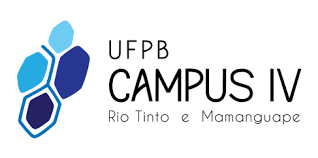 UFPB
CAMPUS IV
Rio Tinto e Mamanguape